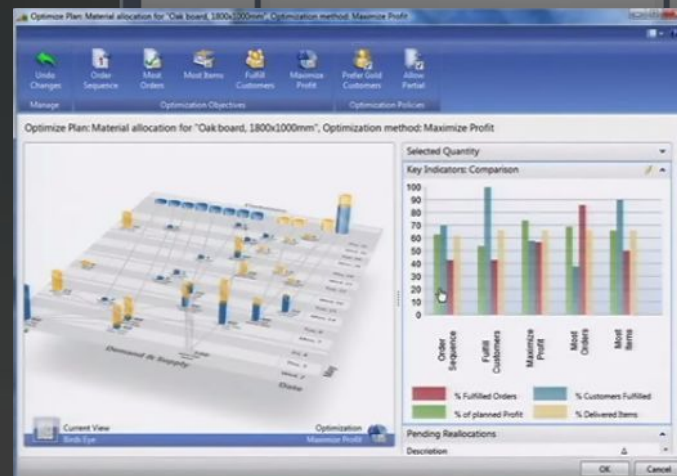 Optimize Plan: Material allocation for "Oak board, 1800x1000mm", Optimization method: Maximize Profit
Undo Changes
Order Sequence
Most Orders
Most Items
Fulfill Customers
Maximize Profit
Prefer Gold Customers
Allow Partial
Manage
Optimization Objectives
Optimization Policies
Optimize Plan: Material allocation for "Oak board, 1800x1000mm", Optimization method: Maximize Profit
Demand & Supply
Date
May
Current View
Birds Eye
Optimization
Maximize Profit
Selected Quantity
Key Indicators: Comparison
100
90
80
70
60
50
40
30
20
10
0
Order Sequence
Fulfill Customers
Maximize Profit
Most Orders
Most Items
% Fulfilled Orders
% Customers Fulfilled
% of planned Profit
% Delivered Items
Pending Reallocations
Description
Δ
OK
Cancel